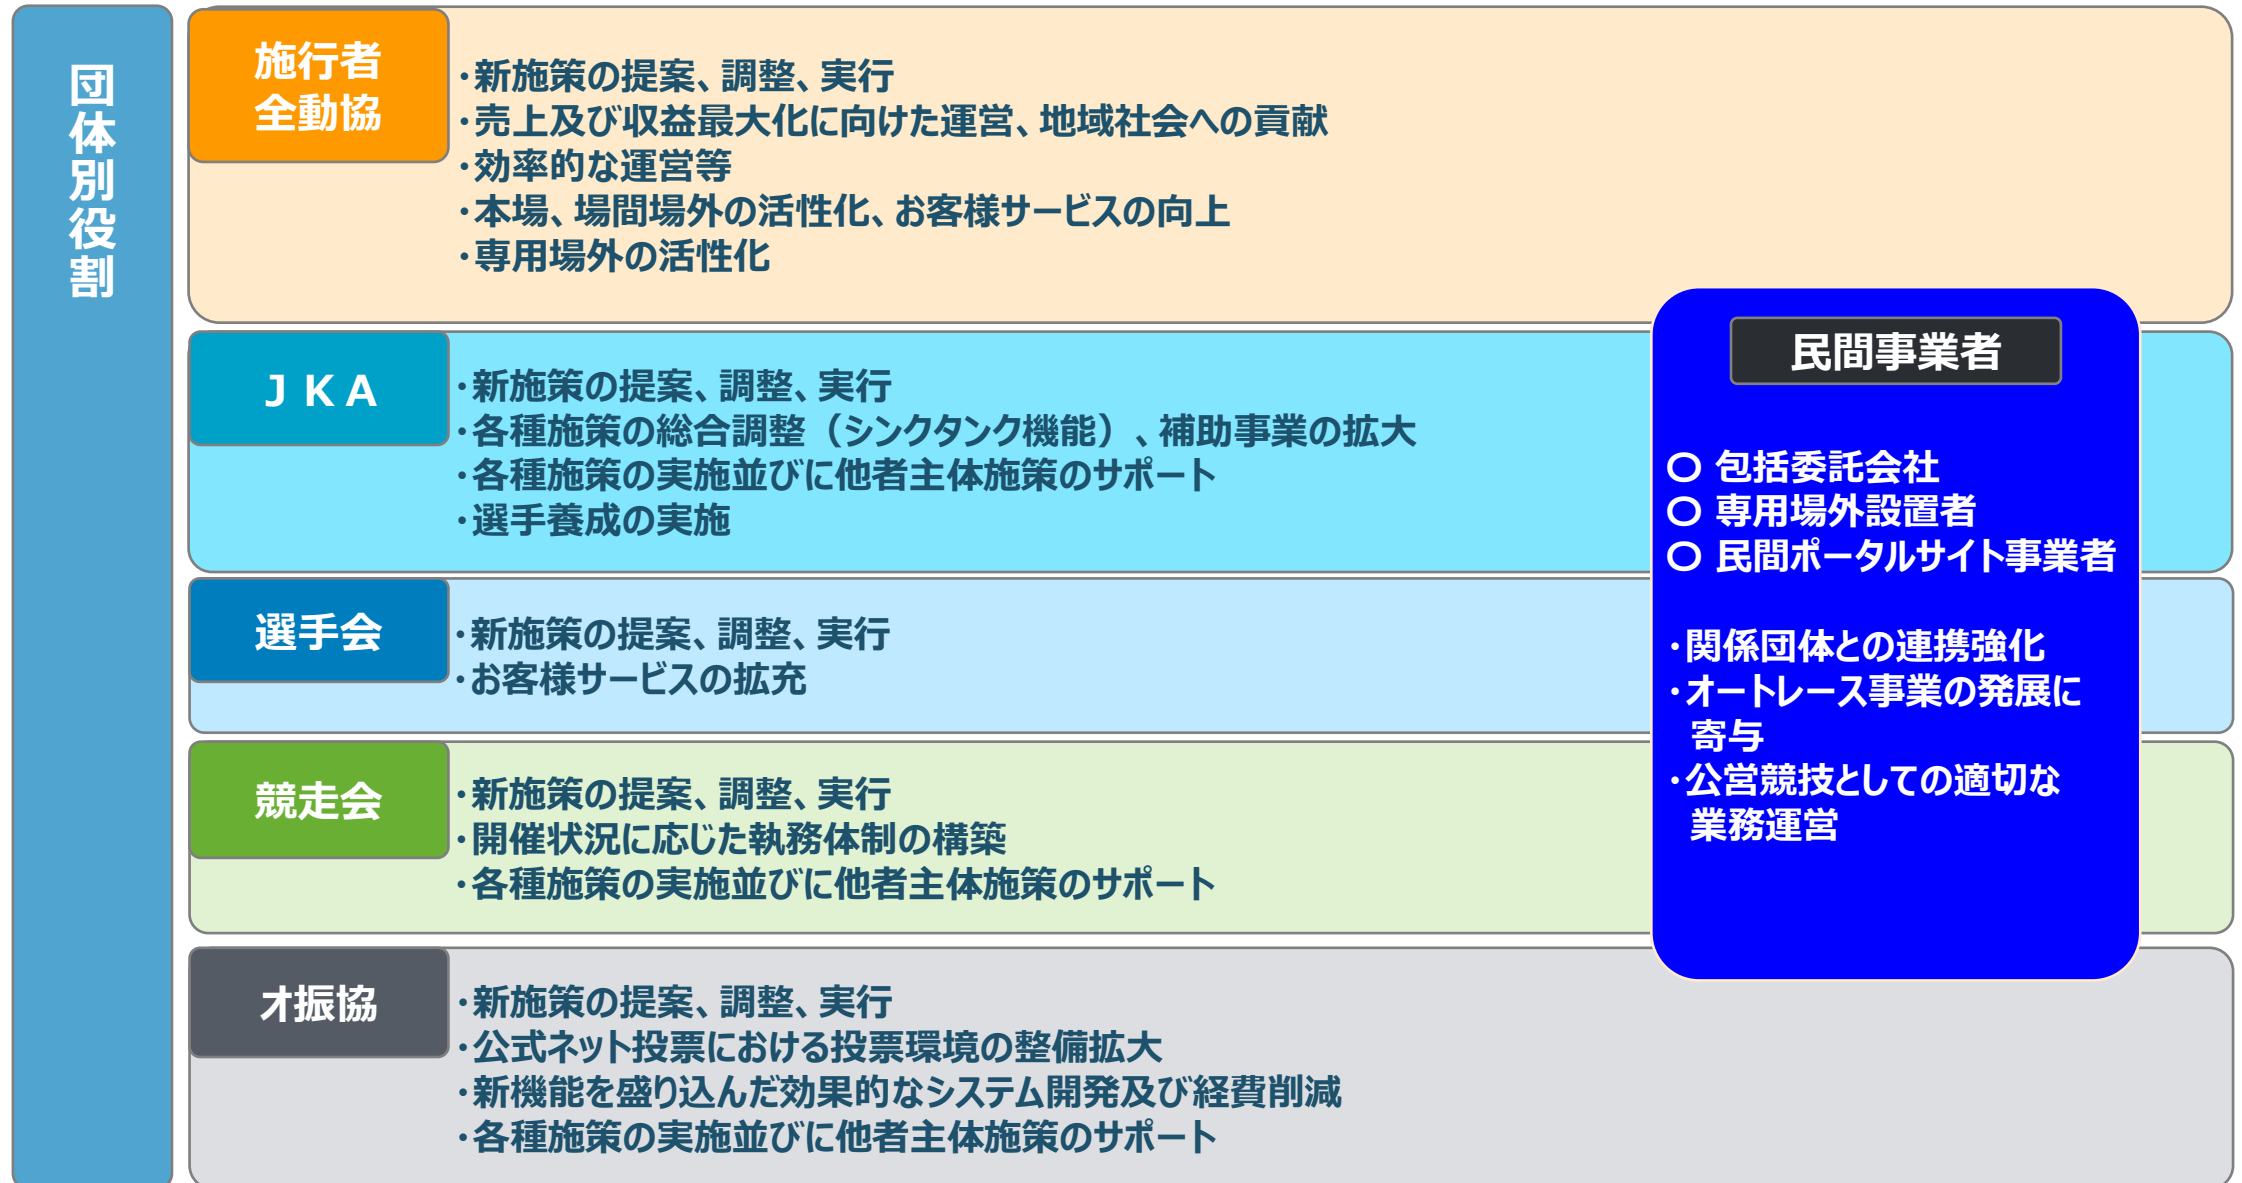 団体別役割
施行者
全動協
・新施策の提案、調整、実行
・売上及び収益最大化に向けた運営、地域社会への貢献
・効率的な運営等
・本場、場間場外の活性化、お客様サービスの向上
・専用場外の活性化
ＪＫＡ
・新施策の提案、調整、実行
・各種施策の総合調整（シンクタンク機能）、補助事業の拡大
・各種施策の実施並びに他者主体施策のサポート
・選手養成の実施
選手会
・新施策の提案、調整、実行
・お客様サービスの拡充
競走会
・新施策の提案、調整、実行
・開催状況に応じた執務体制の構築
・各種施策の実施並びに他者主体施策のサポート
オ振協
・新施策の提案、調整、実行
・公式ネット投票における投票環境の整備拡大
・新機能を盛り込んだ効果的なシステム開発及び経費削減
・各種施策の実施並びに他者主体施策のサポート
民間事業者
〇 包括委託会社
〇 専用場外設置者
〇 民間ポータルサイト事業者
・関係団体との連携強化
・オートレース事業の発展に
寄与
・公営競技としての適切な
業務運営